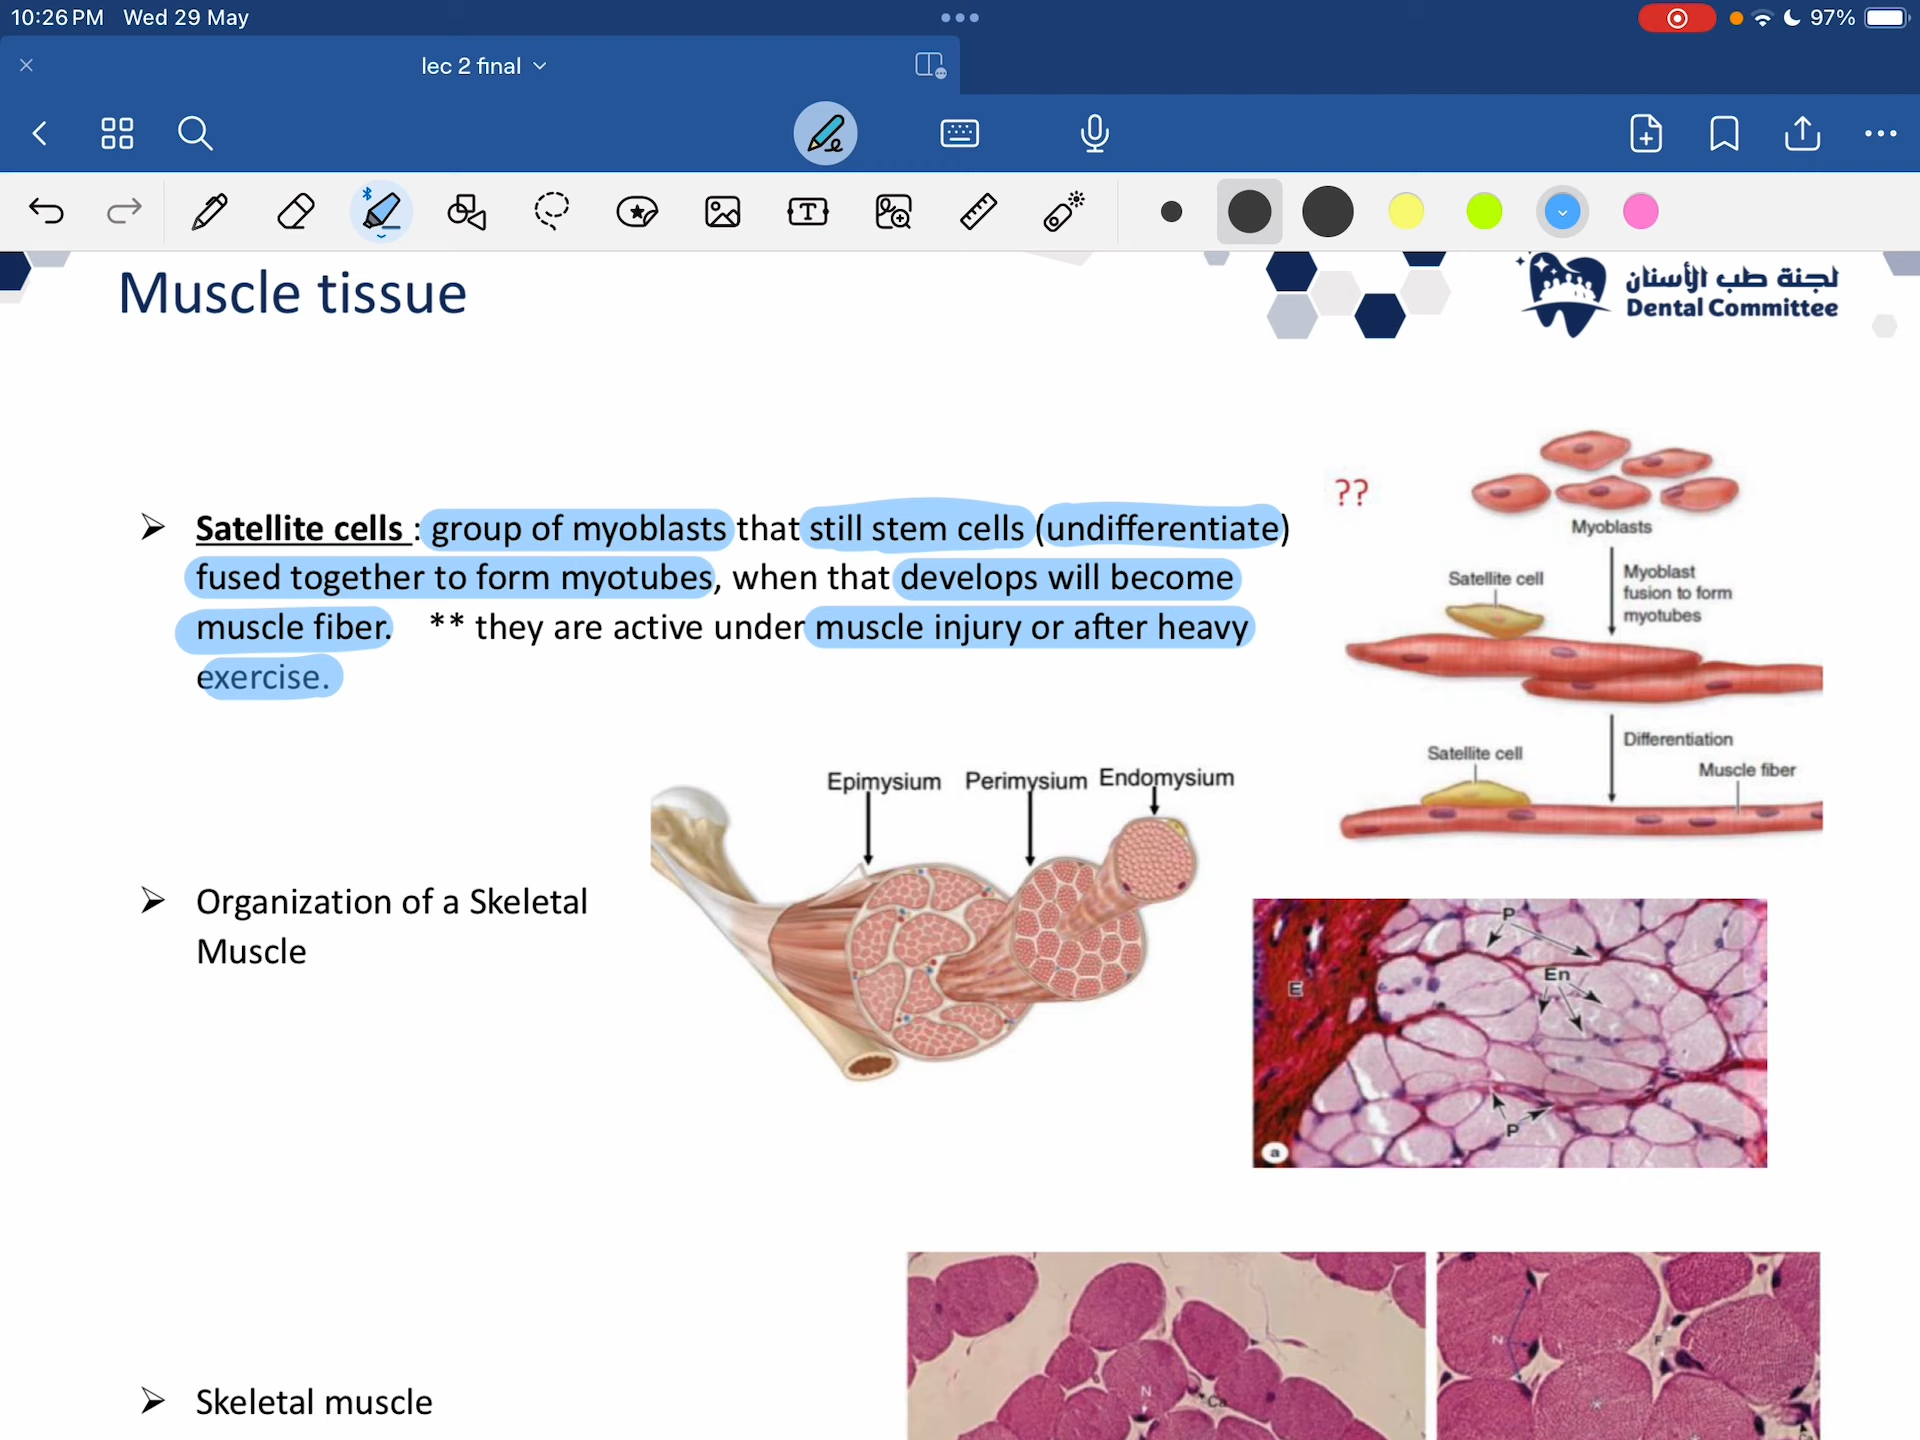 10:26 PM Wed 29 May
97%
lec 2 final
Muscle tissue
لجنة طب الأسنان
Dental Committee
➢ Satellite cells : group of myoblasts that still stem cells (undifferentiate)
fused together to form myotubes, when that develops will become
muscle fiber. ** they are active under muscle injury or after heavy
exercise.
??
Myoblasts
Satellite cell
Myoblast
fusion to form
myotubes
Differentiation
Satellite cell
Muscle fiber
Epimysium Perimysium Endomysium
➢ Organization of a Skeletal
Muscle
P
En
E
P
a
➢ Skeletal muscle
N
Ca
N
F